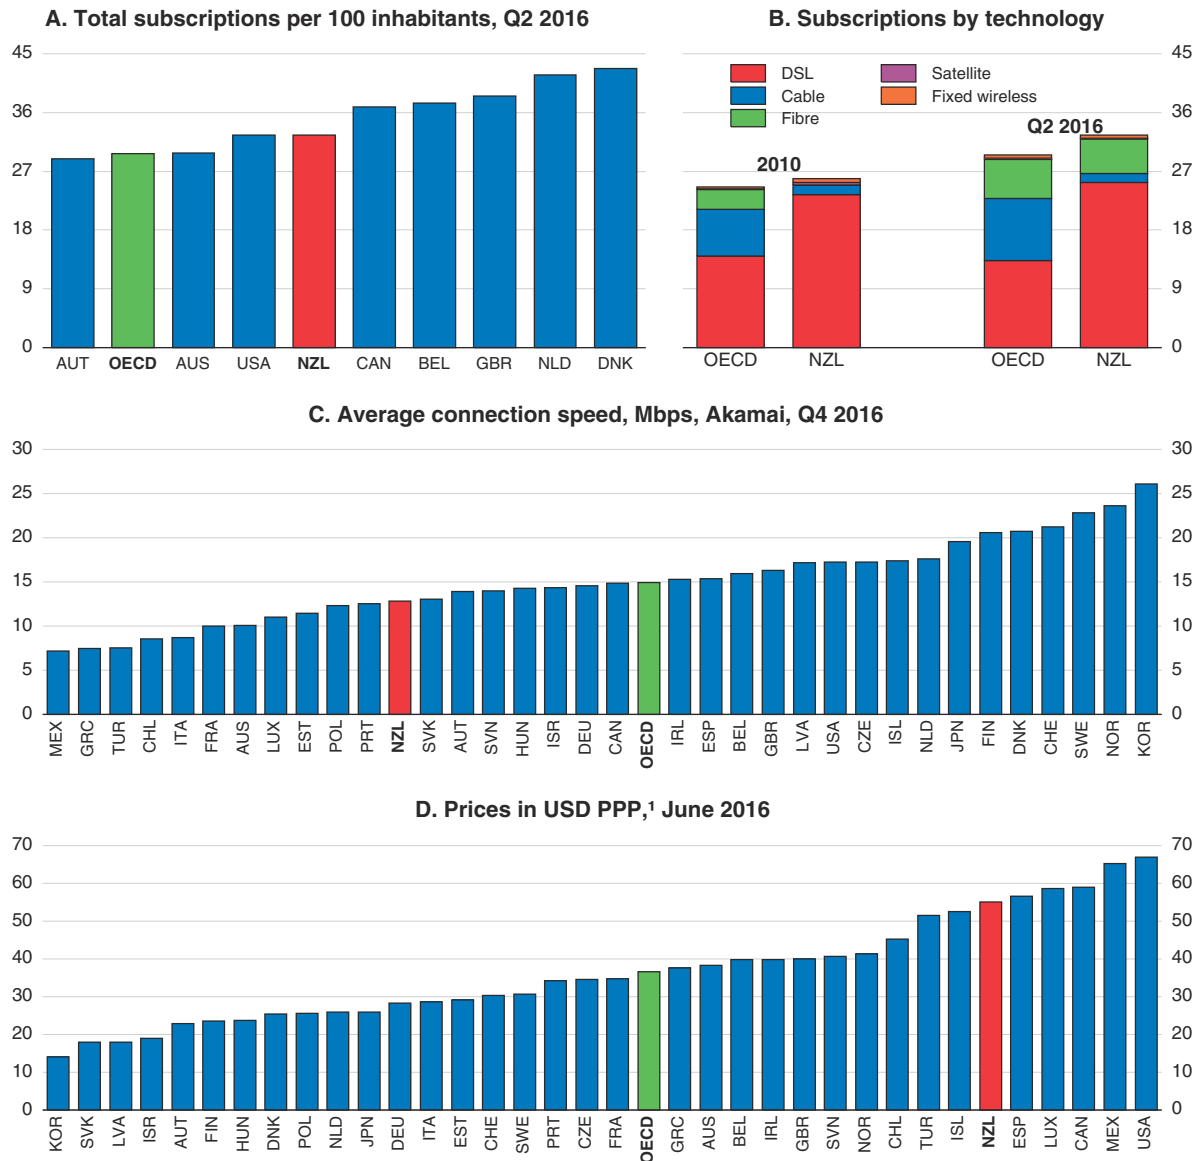 A. Total subscriptions per 100 inhabitants, Q2 2016
45
36
27
18
9
0
AUT OECD AUS USA NZL CAN BEL GBR NLD DNK
B. Subscriptions by technology
45
36
27
18
9
0
DSL
Cable
Fibre
Satellite
Fixed wireless
2010
Q2 2016
OECD NZL OECD NZL
C. Average connection speed, Mbps, Akamai, Q4 2016
30 30
25 25
20 20
15 15
10 10
5 5
0 0
MEX GRC TUR CHL ITA FRA AUS LUX EST POL PRT NZL SVK AUT SVN HUN ISR DEU CAN OECD IRL ESP BEL GBR LVA USA CZE ISL NLD JPN FIN DNK CHE SWE NOR KOR
D. Prices in USD PPP,¹ June 2016
70 70
60 60
50 50
40 40
30 30
20 20
10 10
0 0
KOR SVK LVA ISR AUT FIN HUN DNK POL NLD JPN DEU ITA EST CHE SWE PRT CZE FRA OECD GRC AUS BEL IRL GBR SVN NOR CHL TUR ISL NZL ESP LUX CAN MEX USA